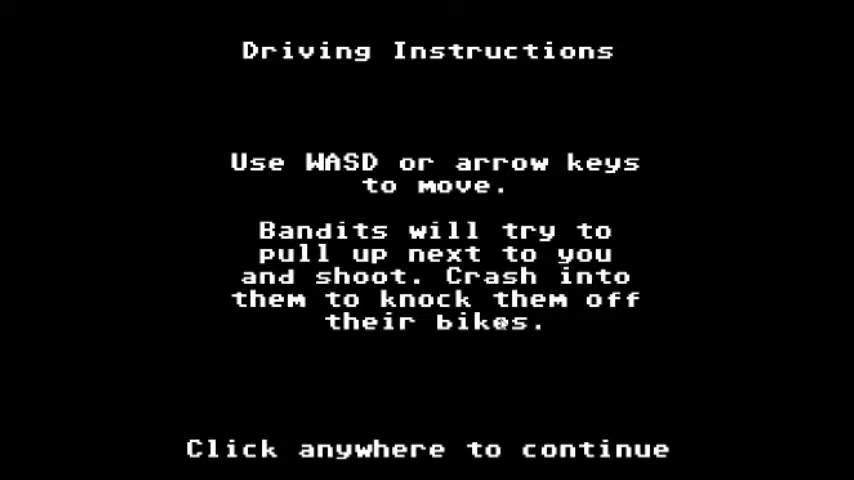 Driving Instructions
Use WASD or arrow keys
to move.
Bandits will try to
pull up next to you
and shoot. Crash into
them to knock them off
their bikes.
Click anywhere to continue